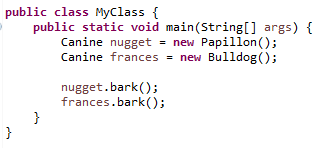 public class MyClass {
    public static void main(String[] args) {
        Canine nugget = new Papillon();
        Canine frances = new Bulldog();

        nugget.bark();
        frances.bark();
    }
}